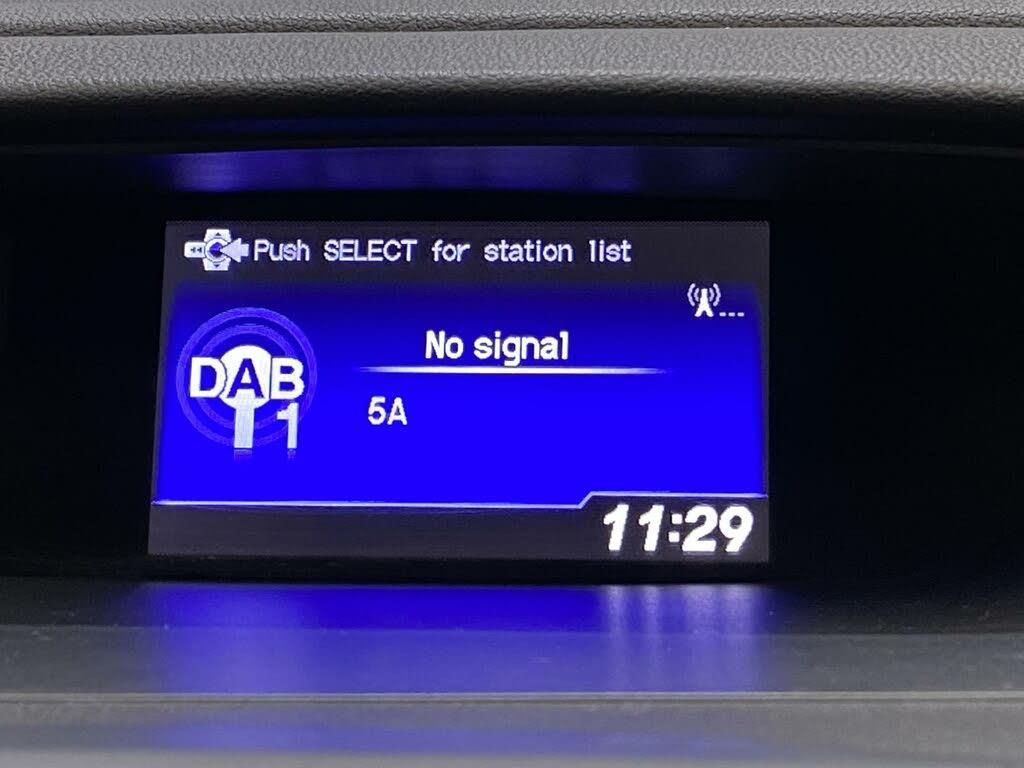 Push SELECT for station list
No signal
DAB
1
5A
11:29